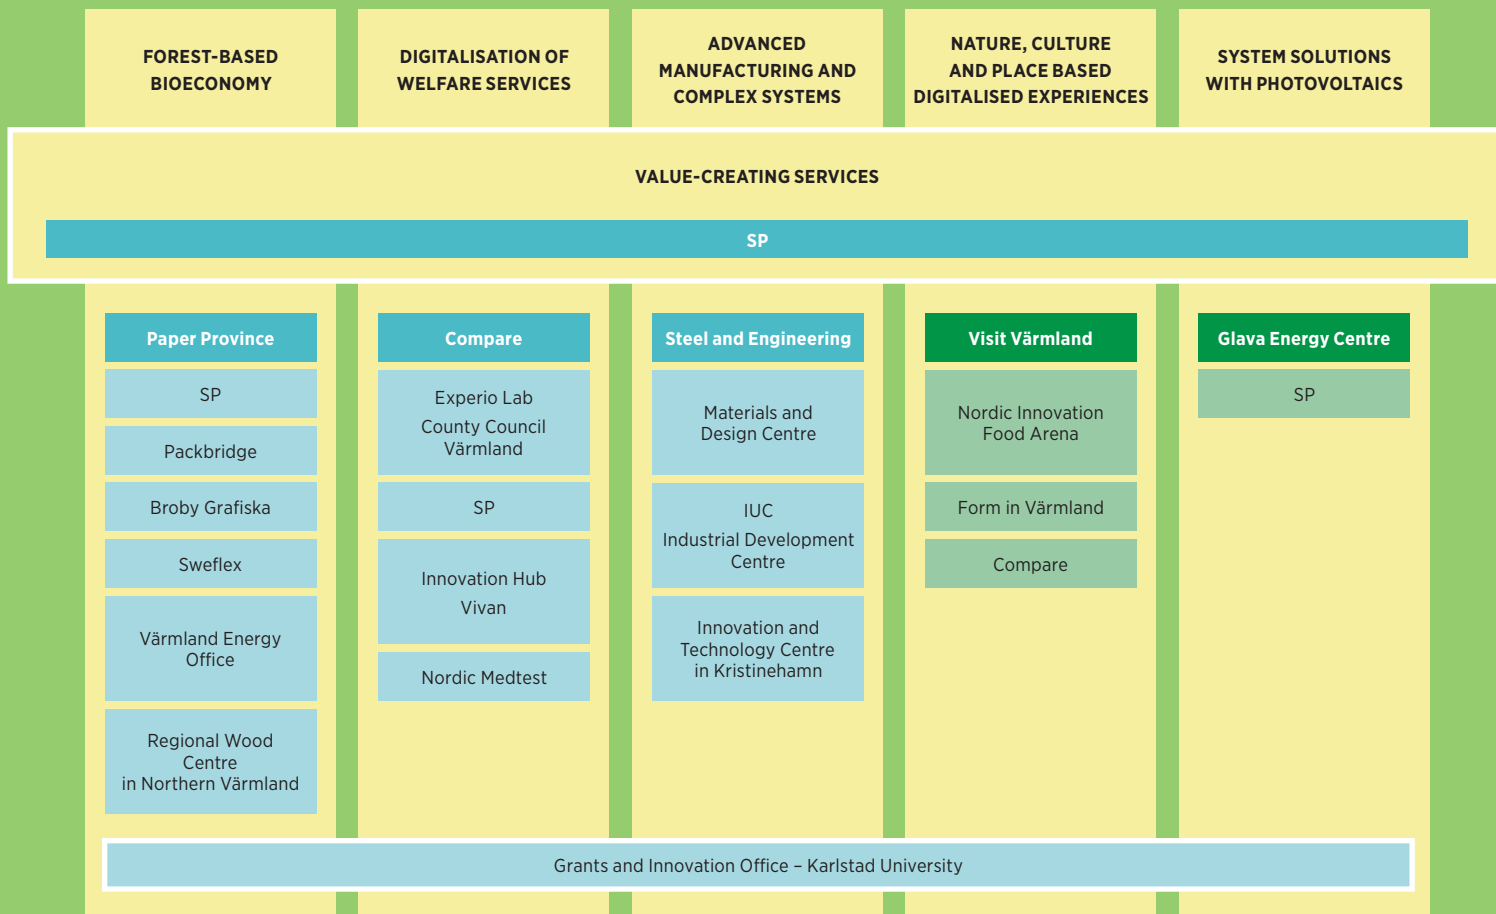 FOREST-BASED
BIOECONOMY
DIGITALISATION OF
WELFARE SERVICES
ADVANCED
MANUFACTURING AND
COMPLEX SYSTEMS
NATURE, CULTURE
AND PLACE BASED
DIGITALISED EXPERIENCES
SYSTEM SOLUTIONS
WITH PHOTOVOLTAICS
VALUE-CREATING SERVICES
SP
Paper Province
SP
Packbridge
Broby Grafiska
Sweflex
Värmland Energy
Office
Regional Wood
Centre
in Northern Värmland
Compare
Experio Lab
County Council
Värmland
SP
Innovation Hub
Vivan
Nordic Medtest
Steel and Engineering
Materials and
Design Centre
IUC
Industrial Development
Centre
Innovation and
Technology Centre
in Kristinehamn
Visit Värmland
Nordic Innovation
Food Arena
Form in Värmland
Compare
Glava Energy Centre
SP
Grants and Innovation Office – Karlstad University